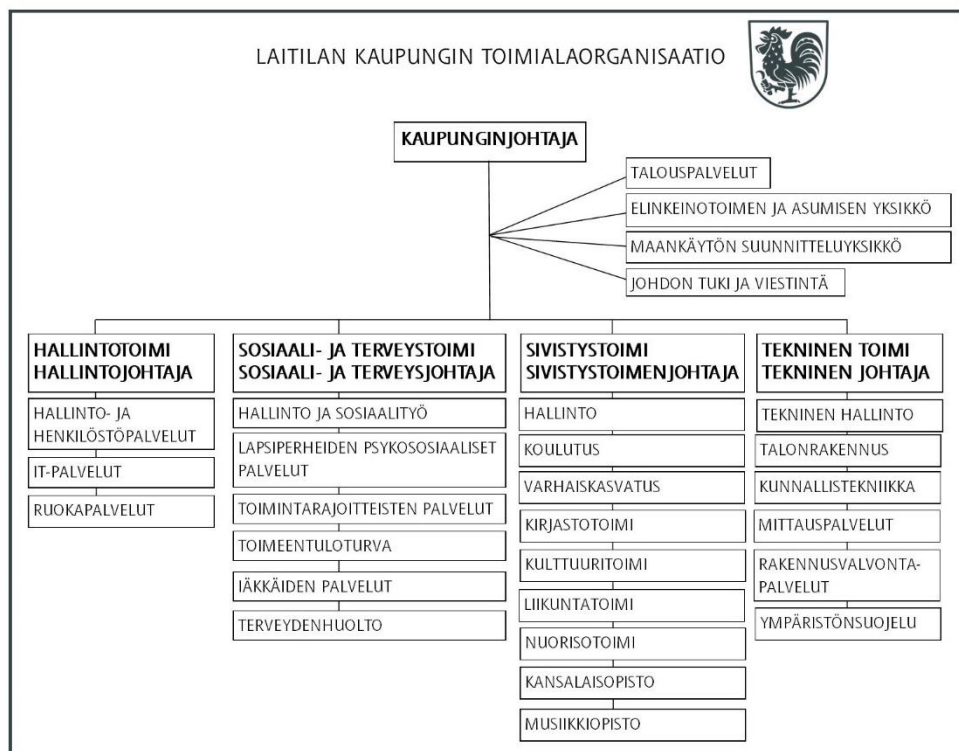 LAITILAN KAUPUNGIN TOIMIALAORGANISAATIO
KAUPUNGINJOHTAJA
TALOUSPALVELUT
ELINKEINOTOIMEN JA ASUMISEN YKSIKKÖ
MAANKÄYTÖN SUUNNITTELUYKSIKKÖ
JOHDON TUKI JA VIESTINTÄ
HALLINTOTOIMI
HALLINTOJOHTAJA
HALLINTO- JA
HENKILÖSTÖPALVELUT
IT-PALVELUT
RUOKAPALVELUT
SOSIAALI- JA TERVEYSTOIMI
SOSIAALI- JA TERVEYSJOHTAJA
HALLINTO JA SOSIAALITYÖ
LAPSIPERHEIDEN PSYKOSOSIAALISET
PALVELUT
TOIMINTARAJOITTEISTEN PALVELUT
TOIMEENTULOTURVA
IÄKKÄIDEN PALVELUT
TERVEYDENHUOLTO
SIVISTYSTOIMI
SIVISTYSTOIMENJOHTAJA
HALLINTO
KOULUTUS
VARHAISKASVATUS
KIRJASTOTOIMI
KULTTUURITOIMI
LIIKUNTATOIMI
NUORISOTOIMI
KANSALAISOPISTO
MUSIIKKIOPISTO
TEKNINEN TOIMI
TEKNINEN JOHTAJA
TEKNINEN HALLINTO
TALONRAKENNUS
KUNNALLISTEKNIIKKA
MITTAUSPALVELUT
RAKENNUSVALVONTA-
PALVELUT
YMPÄRISTÖNSUOJELU